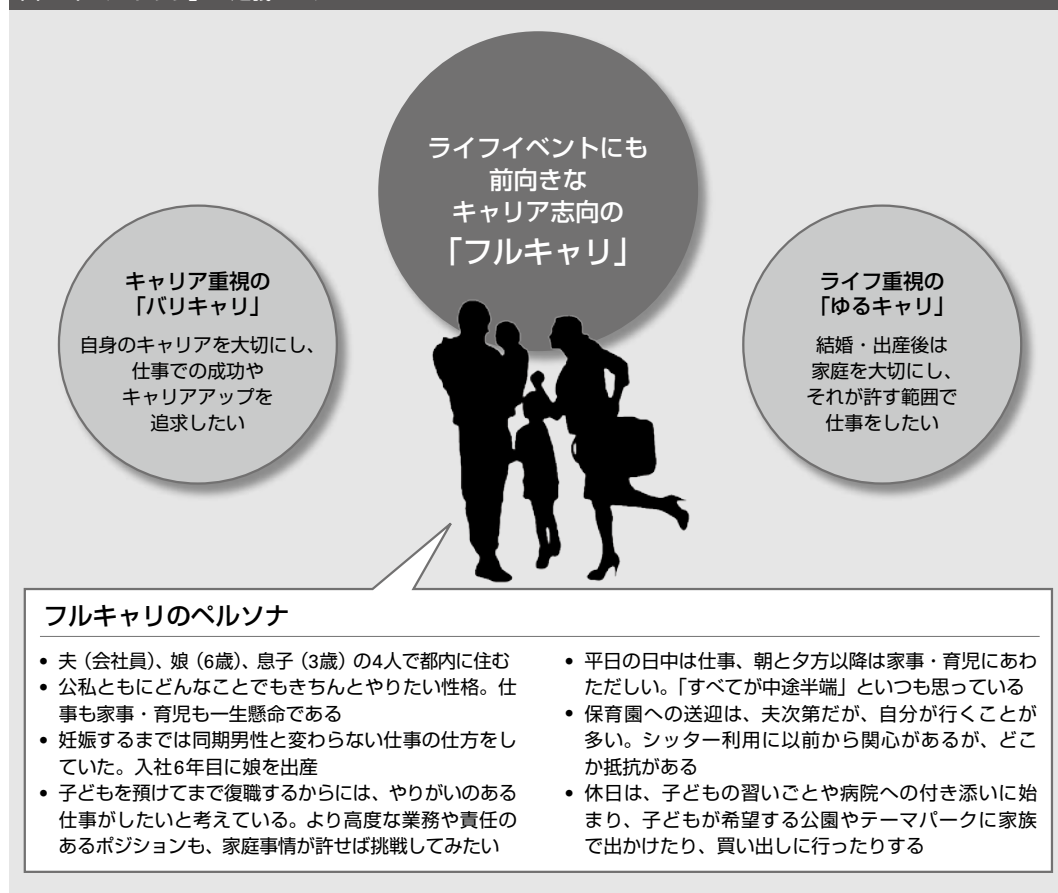 ライフイベントにも
前向きな
キャリア志向の
「フルキャリ」
キャリア重視の
「バリキャリ」
自身のキャリアを大切にし、
仕事での成功や
キャリアアップを
追求したい
ライフ重視の
「ゆるキャリ」
結婚・出産後は
家庭を大切にし、
それが許す範囲で
仕事をしたい
フルキャリのペルソナ
• 夫（会社員）、娘（6歳）、息子（3歳）の4人で都内に住む
• 公私ともにどんなことでもきちんとやりたい性格。仕
事も家事・育児も一生懸命である
• 妊娠するまでは同期男性と変わらない仕事の仕方をし
ていた。入社6年目に娘を出産
• 子どもを預けてまで復職するからには、やりがいのある
仕事がしたいと考えている。より高度な業務や責任の
あるポジションも、家庭事情が許せば挑戦してみたい
• 平日の日中は仕事、朝と夕方以降は家事・育児にあわ
ただしい。「すべてが中途半端」といつも思っている
• 保育園への送迎は、夫次第だが、自分が行くことが
多い。シッター利用に以前から関心があるが、どこ
か抵抗がある
• 休日は、子どもの習いごとや病院への付き添いに始
まり、子どもが希望する公園やテーマパークに家族
で出かけたり、買い出しに行ったりする